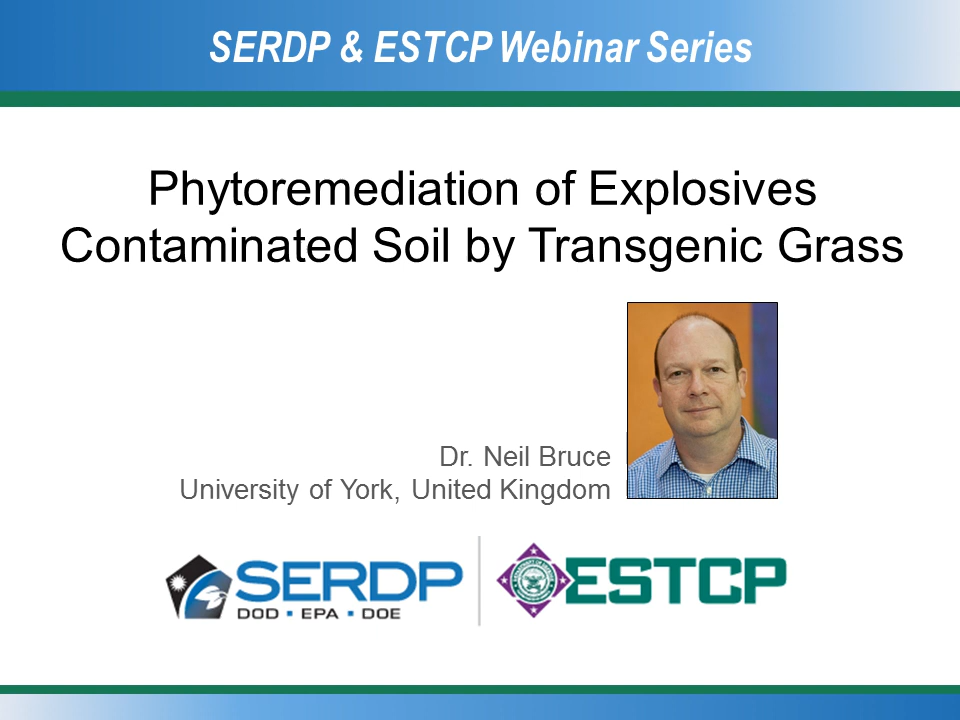 SERDP & ESTCP Webinar Series
Phytoremediation of Explosives
Contaminated Soil by Transgenic Grass
Dr. Neil Bruce
University of York, United Kingdom
SERDP
DOD • EPA • DOE
ESTCP